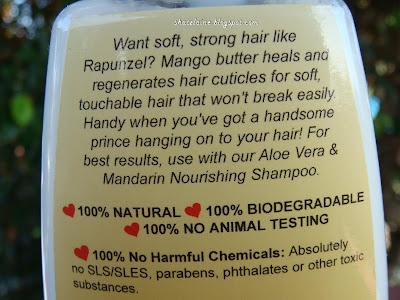 shacelaine.blogspot.com
Want soft, strong hair like
Rapunzel? Mango butter heals and
regenerates hair cuticles for soft,
touchable hair that won't break easily.
Handy when you've got a handsome
prince hanging on to your hair! For
best results, use with our Aloe Vera &
Mandarin Nourishing Shampoo.
100% NATURAL 100% BIODEGRADABLE
100% NO ANIMAL TESTING
100% No Harmful Chemicals: Absolutely
no SLS/SLES, parabens, phthalates or other toxic
substances.